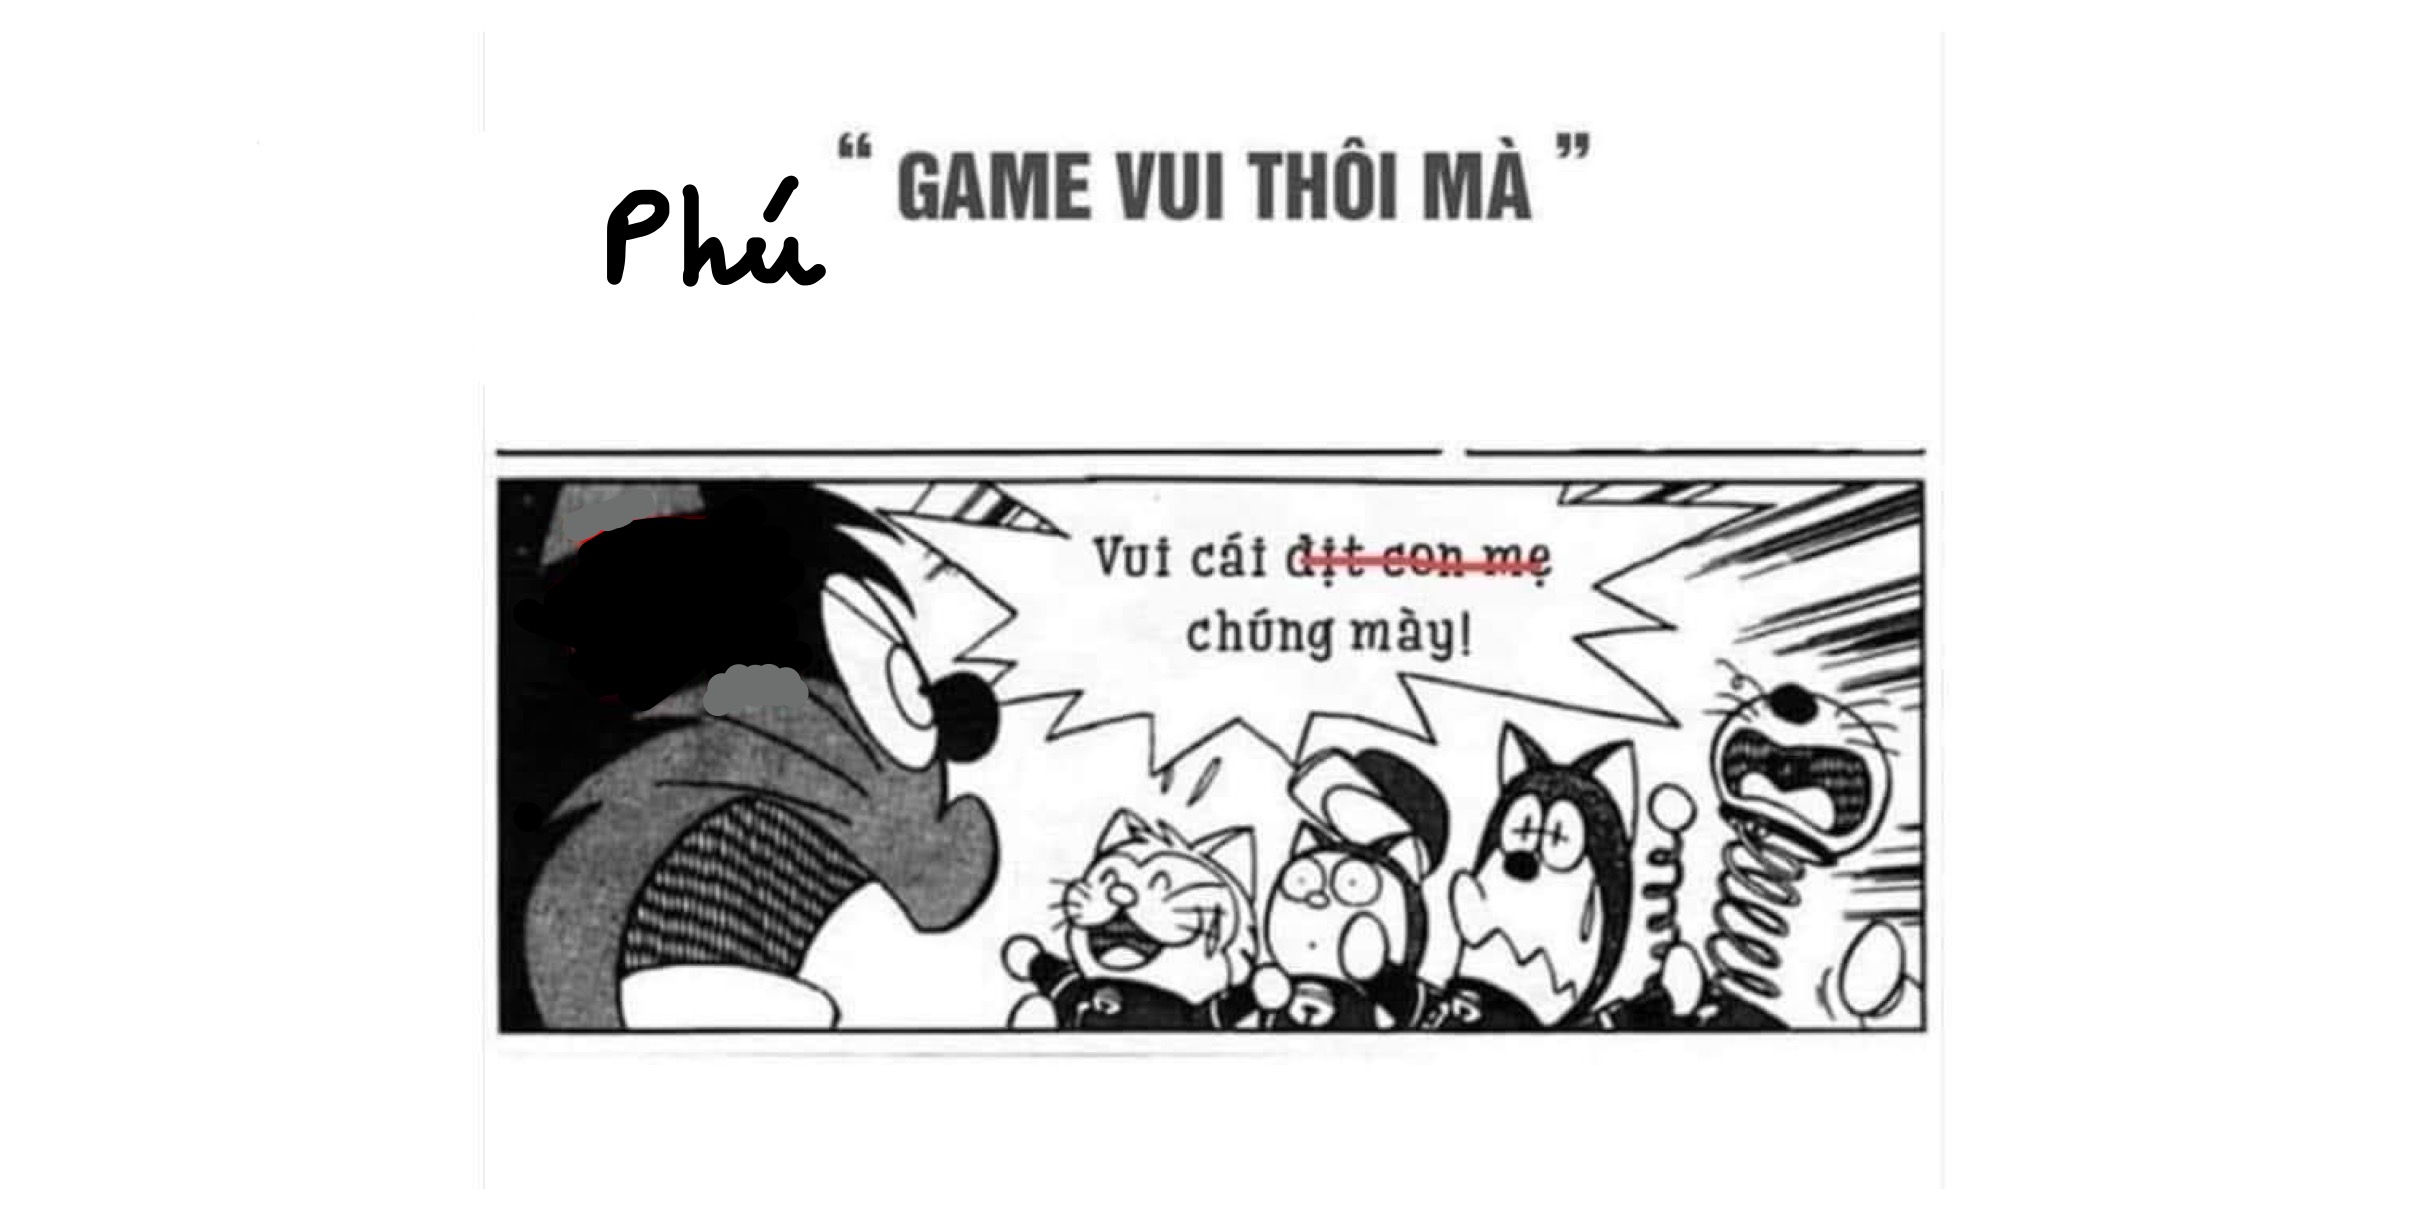 “ GAME VUI THÔI MÀ ”
Phú
Vui cái địt con mẹ
chúng mày!